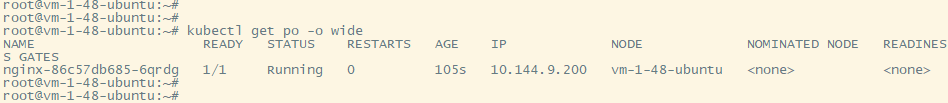 root@vm-1-48-ubuntu:~#
root@vm-1-48-ubuntu:~#
root@vm-1-48-ubuntu:~# kubectl get po -o wide
NAME READY STATUS RESTARTS AGE IP NODE NOMINATED NODE READINES
S GATES
nginx-86c57db685-6qrdg 1/1 Running 0 105s 10.144.9.200 vm-1-48-ubuntu <none> <none>
root@vm-1-48-ubuntu:~#
root@vm-1-48-ubuntu:~#